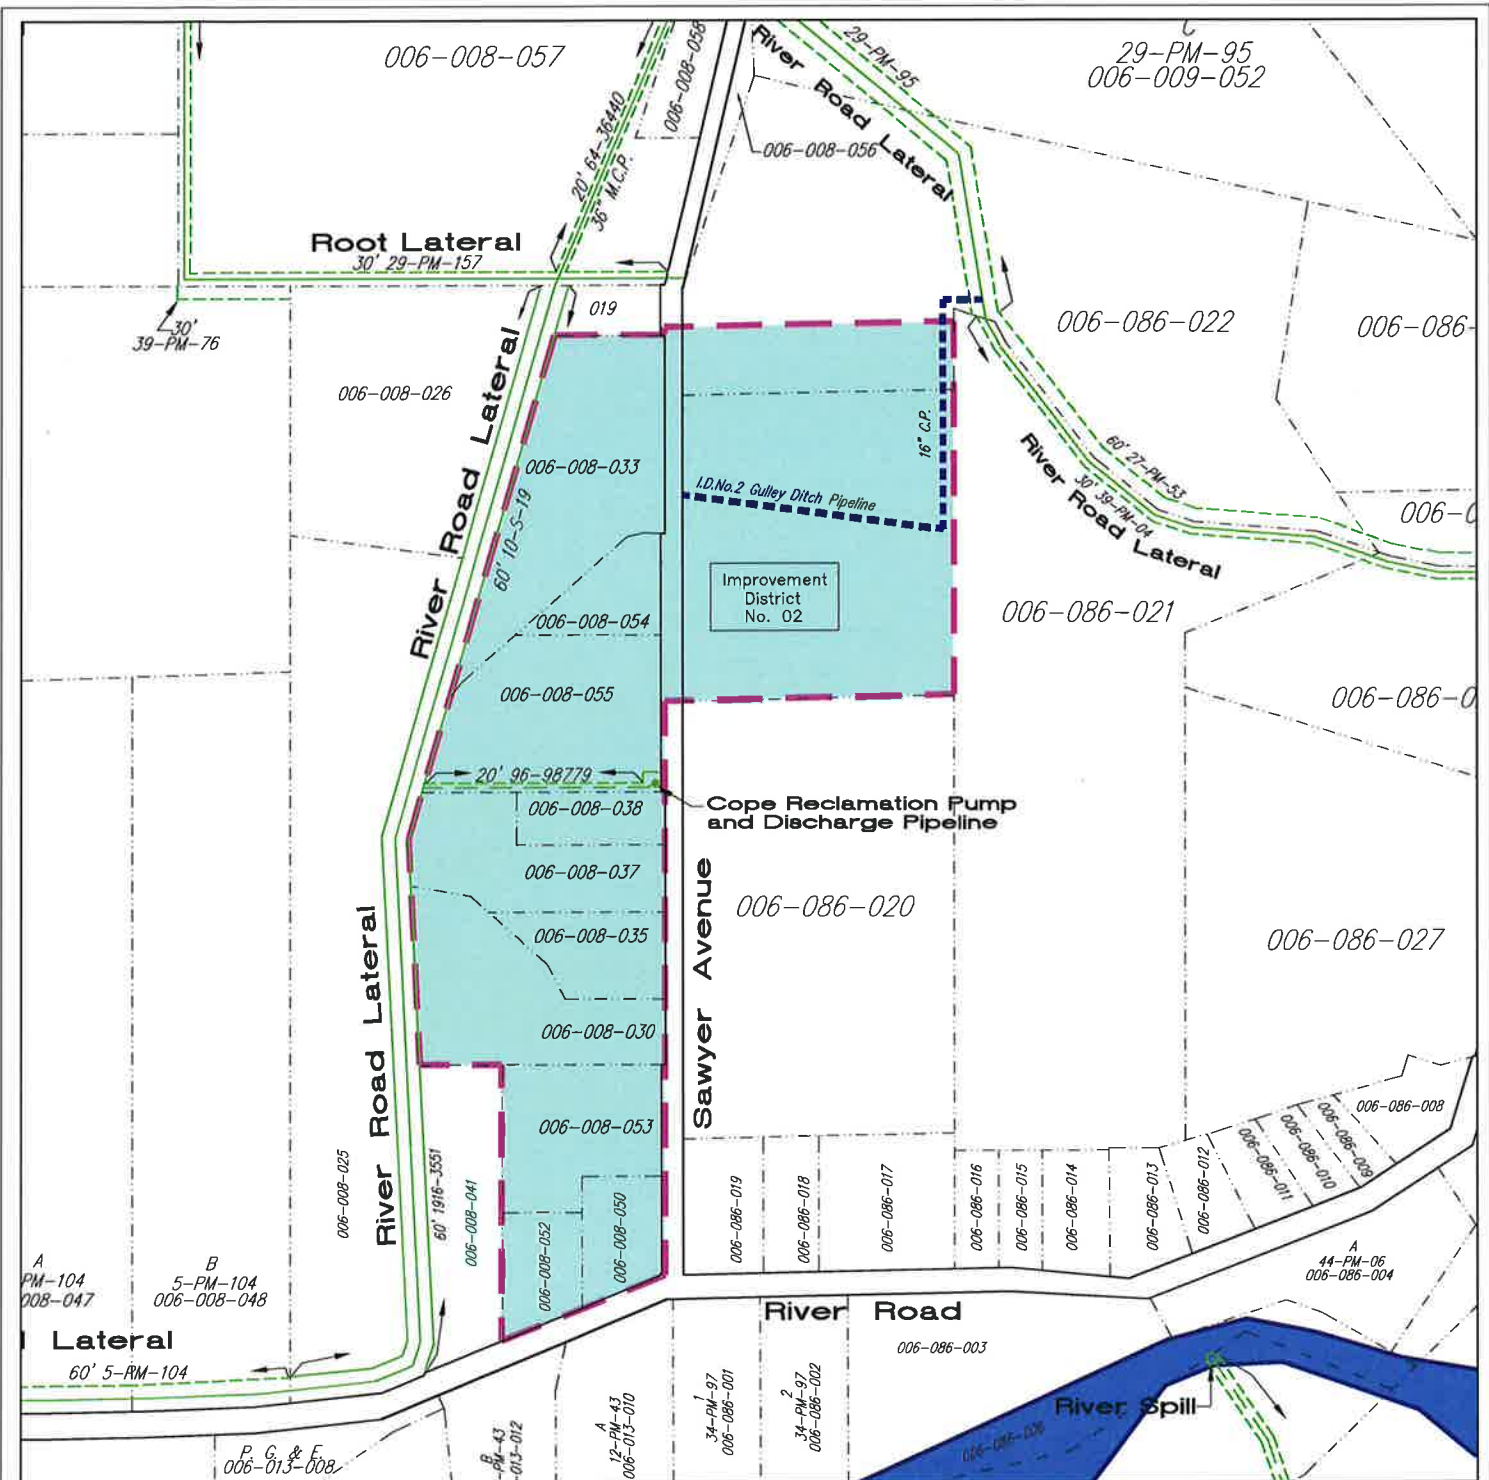 006-008-057
20' 64-36440
36" M.C.P.
006-008-058
River Road Lateral
29-PM-95
C
29-PM-95
006-009-052
006-008-056
Root Lateral
30' 29-PM-157
30'
39-PM-76
019
006-008-026
River Road Lateral
60' 10-S-19
006-008-033
006-086-022
006-086-
16" C.P.
I.D.No.2 Gulley Ditch Pipeline
60' 27-PM-53
30' 39-PM-04
River Road Lateral
006-0
Improvement
District
No. 02
006-008-054
006-086-021
006-008-055
006-086-0
20' 96-98779
006-008-038
Cope Reclamation Pump
and Discharge Pipeline
006-008-037
006-086-020
006-008-035
006-086-027
Sawyer Avenue
006-008-030
River Road Lateral
006-008-053
006-008-025
60' 1916-3551
006-008-041
006-008-052
006-008-050
006-086-019
006-086-018
006-086-017
006-086-016
006-086-015
006-086-014
006-086-013
006-086-012
006-086-011
006-086-010
006-086-009
006-086-008
A
PM-104
008-047
B
5-PM-104
006-008-048
A
44-PM-06
006-086-004
Lateral
60' 5-PM-104
River Road
006-086-003
River Spill
006-086-006
P. G. & E.
006-013-008
B
-PM-43
-013-012
A
12-PM-43
006-013-010
1
34-PM-97
006-086-001
2
34-PM-97
006-086-002